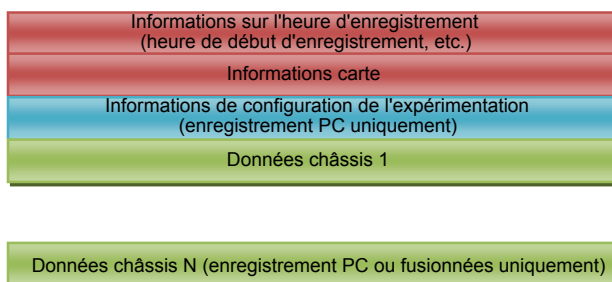 Informations sur l'heure d'enregistrement
(heure de début d'enregistrement, etc.)
Informations carte
Informations de configuration de l'expérimentation
(enregistrement PC uniquement)
Données châssis 1
Données châssis N (enregistrement PC ou fusionnées uniquement)